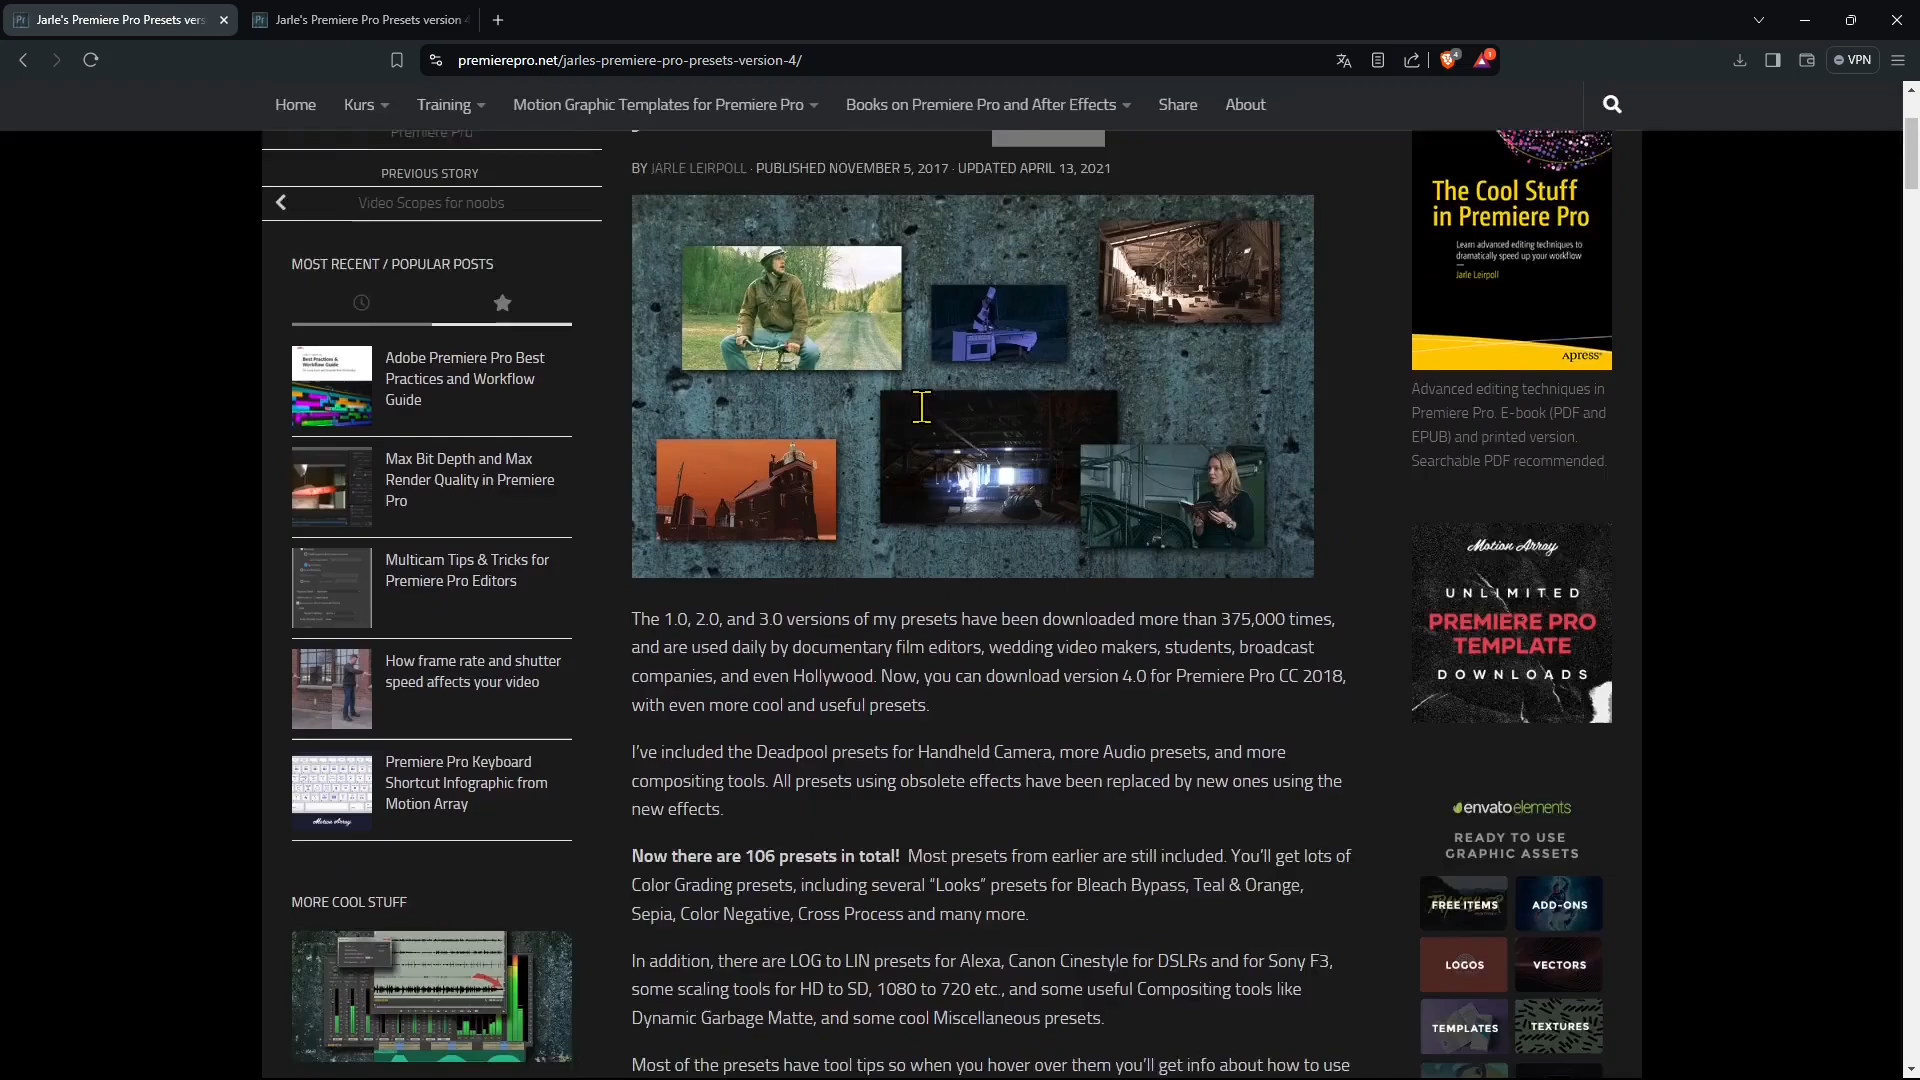 Jarle's Premiere Pro Presets vers
Jarle's Premiere Pro Presets version
premierepro.net/jarles-premiere-pro-presets-version-4/
4
1
VPN
Home
Kurs
Training
Motion Graphic Templates for Premiere Pro
Books on Premiere Pro and After Effects
Share
About
Premiere Pro
PREVIOUS STORY
Video Scopes for noobs
MOST RECENT / POPULAR POSTS
Adobe Premiere Pro Best
Practices and Workflow
Guide
Max Bit Depth and Max
Render Quality in Premiere
Pro
Multicam Tips & Tricks for
Premiere Pro Editors
How frame rate and shutter
speed affects your video
Premiere Pro Keyboard
Shortcut Infographic from
Motion Array
MORE COOL STUFF
BY JARLE LEIRPOLL · PUBLISHED NOVEMBER 5, 2017 · UPDATED APRIL 13, 2021
The 1.0, 2.0, and 3.0 versions of my presets have been downloaded more than 375,000 times,
and are used daily by documentary film editors, wedding video makers, students, broadcast
companies, and even Hollywood. Now, you can download version 4.0 for Premiere Pro CC 2018,
with even more cool and useful presets.
I've included the Deadpool presets for Handheld Camera, more Audio presets, and more
compositing tools. All presets using obsolete effects have been replaced by new ones using the
new effects.
Now there are 106 presets in total! Most presets from earlier are still included. You'll get lots of
Color Grading presets, including several “Looks” presets for Bleach Bypass, Teal & Orange,
Sepia, Color Negative, Cross Process and many more.
In addition, there are LOG to LIN presets for Alexa, Canon Cinestyle for DSLRs and for Sony F3,
some scaling tools for HD to SD, 1080 to 720 etc., and some useful Compositing tools like
Dynamic Garbage Matte, and some cool Miscellaneous presets.
Most of the presets have tool tips so when you hover over them you'll get info about how to use
The Cool Stuff
in Premiere Pro
Learn advanced editing techniques to
dramatically speed up your workflow
Jarle Leirpoll
Apress®
Advanced editing techniques in
Premiere Pro. E-book (PDF and
EPUB) and printed version.
Searchable PDF recommended.
Motion Array
UNLIMITED
PREMIERE PRO
TEMPLATE
DOWNLOADS
envatoelements
READY TO USE
GRAPHIC ASSETS
FREE ITEMS
ADD-ONS
LOGOS
VECTORS
TEMPLATES
TEXTURES